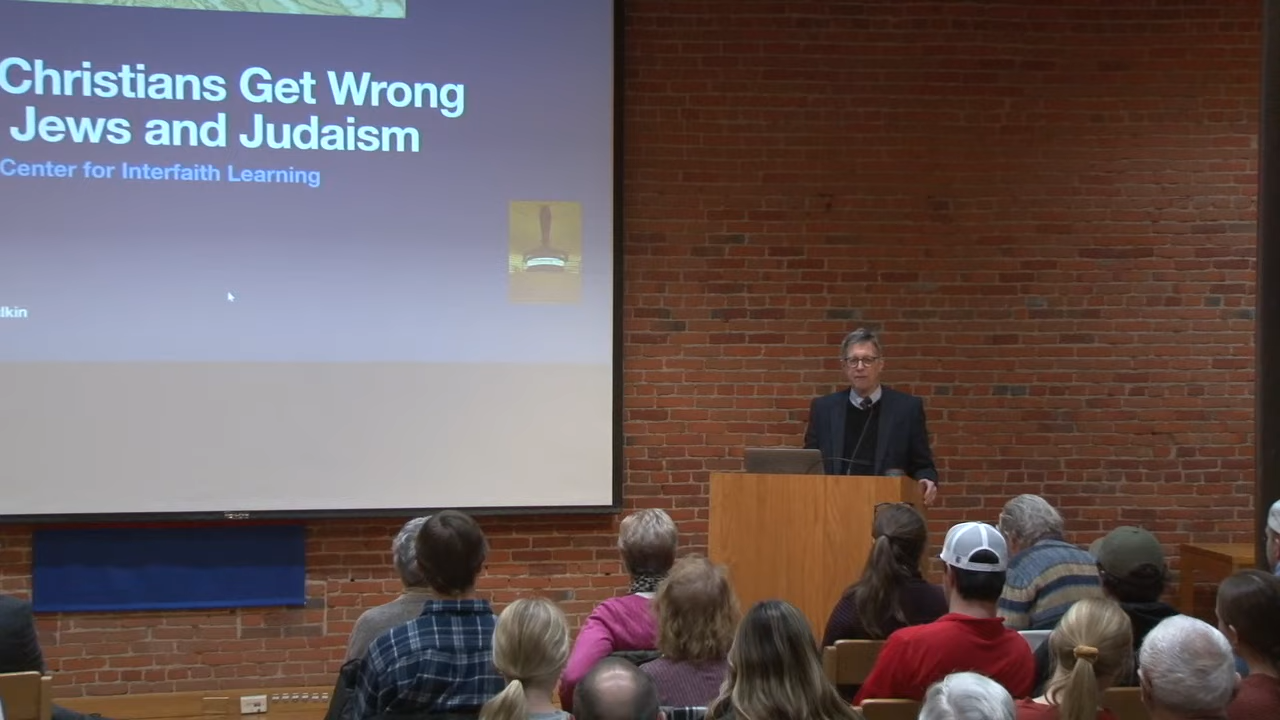 Christians Get Wrong
Jews and Judaism
Center for Interfaith Learning
lkin